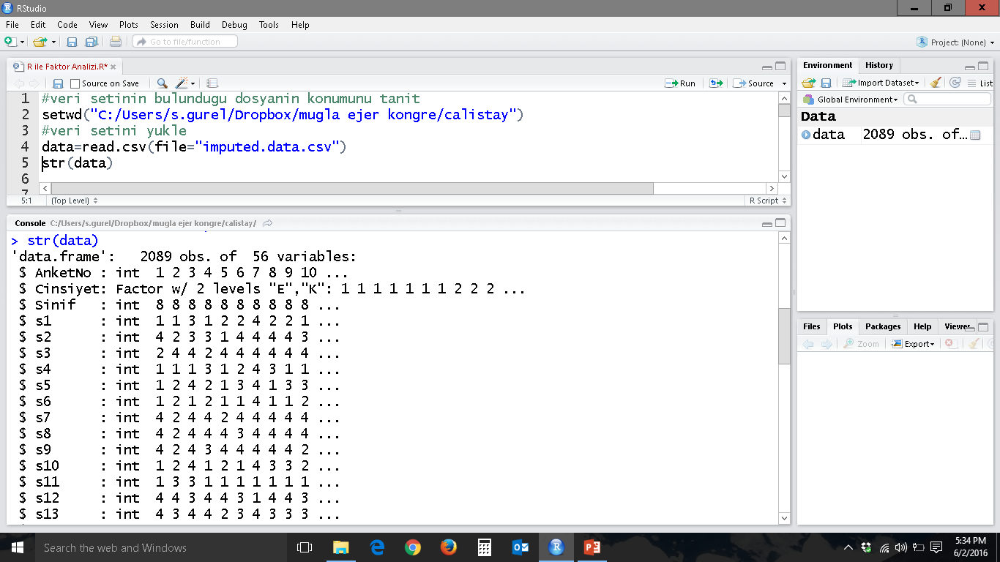 RStudio
File Edit Code View Plots Session Build Debug Tools Help
Go to file/function
Project: (None)
R ile Faktor Analizi.R*
Source on Save
Run
Source
1 #veri setinin bulundugu dosyanin konumunu tanit
2 setwd("C:/Users/s.gurel/Dropbox/mugla ejer kongre/calistay")
3 #veri setini yukle
4 data=read.csv(file="imputed.data.csv")
5 str(data)
6
7
5:1 (Top Level) R Script
Console C:/Users/s.gurel/Dropbox/mugla ejer kongre/calistay/
> str(data)
'data.frame': 2089 obs. of 56 variables:
$ AnketNo : int 1 2 3 4 5 6 7 8 9 10 ...
$ Cinsiyet: Factor w/ 2 levels "E","K": 1 1 1 1 1 1 1 2 2 2 ...
$ Sinif : int 8 8 8 8 8 8 8 8 8 8 ...
$ s1 : int 1 1 3 1 2 2 4 2 2 1 ...
$ s2 : int 4 2 3 3 1 4 4 4 4 3 ...
$ s3 : int 2 4 4 2 4 4 4 4 4 4 ...
$ s4 : int 1 1 1 3 1 2 4 3 1 1 ...
$ s5 : int 1 2 4 2 1 3 4 1 3 3 ...
$ s6 : int 1 2 1 2 1 1 4 1 1 2 ...
$ s7 : int 4 2 4 4 2 4 4 4 4 4 ...
$ s8 : int 4 2 4 4 4 3 4 4 4 4 ...
$ s9 : int 4 2 4 3 4 4 4 4 4 2 ...
$ s10 : int 1 2 4 1 2 1 4 3 3 2 ...
$ s11 : int 1 3 3 1 1 1 1 1 1 1 ...
$ s12 : int 4 4 3 4 4 3 1 4 4 3 ...
$ s13 : int 4 3 4 4 2 3 4 3 3 3 ...
Environment History
Import Dataset
List
Global Environment
Data
data 2089 obs. of…
Files Plots Packages Help Viewer
Zoom Export
Search the web and Windows
5:34 PM
6/2/2016